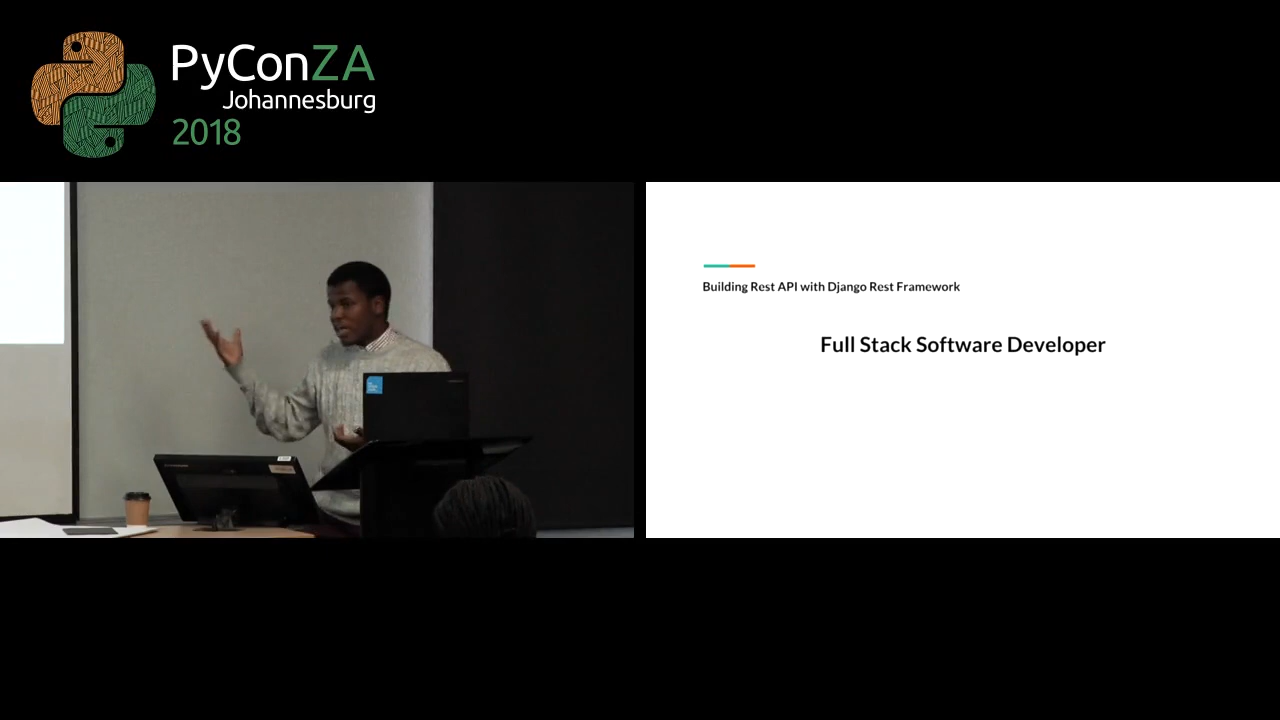 PyConZA
Johannesburg
2018
Building Rest API with Django Rest Framework
Full Stack Software Developer